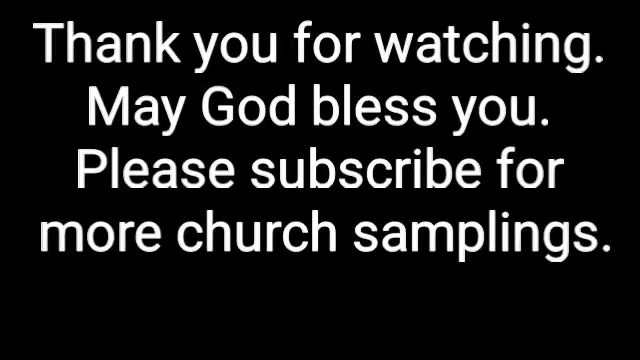 Thank you for watching.
May God bless you.
Please subscribe for
more church samplings.